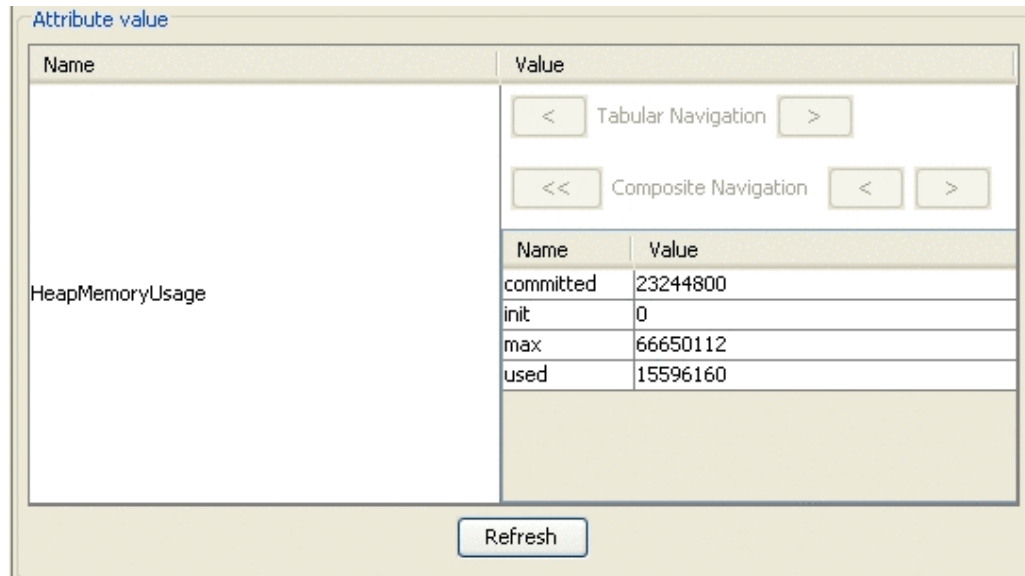 Attribute value
Name Value
< Tabular Navigation >
<< Composite Navigation < >
Name Value
HeapMemoryUsage
committed 23244800
init 0
max 66650112
used 15596160
Refresh